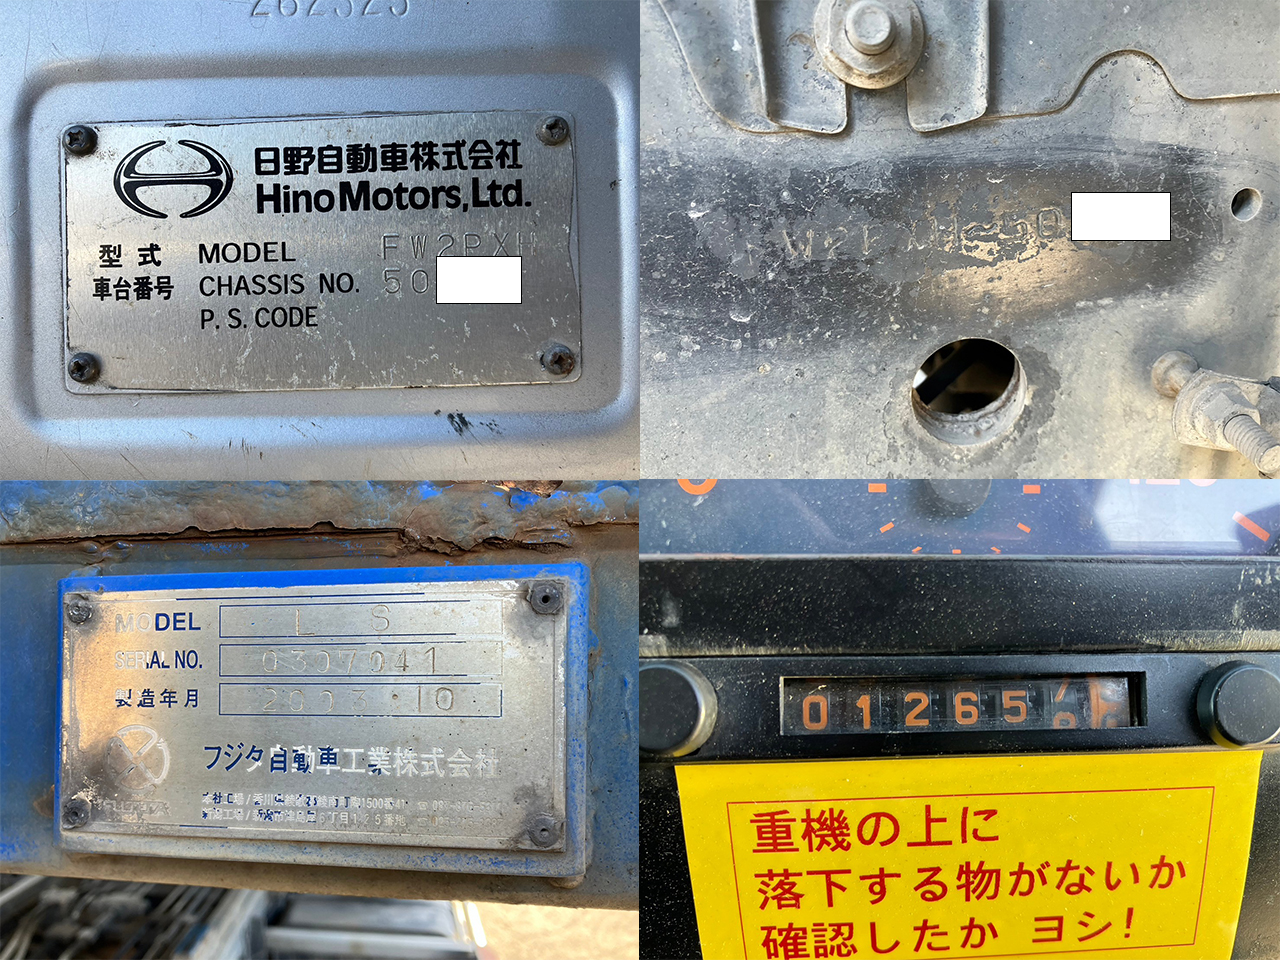 262323
日野自動車株式会社
Hino Motors, Ltd.
型式 MODEL FW2PXH
車台番号 CHASSIS NO. 50
P. S. CODE
FW2PXH-50
MODEL L S
SERIAL NO. 0307041
製造年月 2003.10
フジタ自動車工業株式会社
01265
重機の上に
落下する物がないか
確認したか ヨシ!